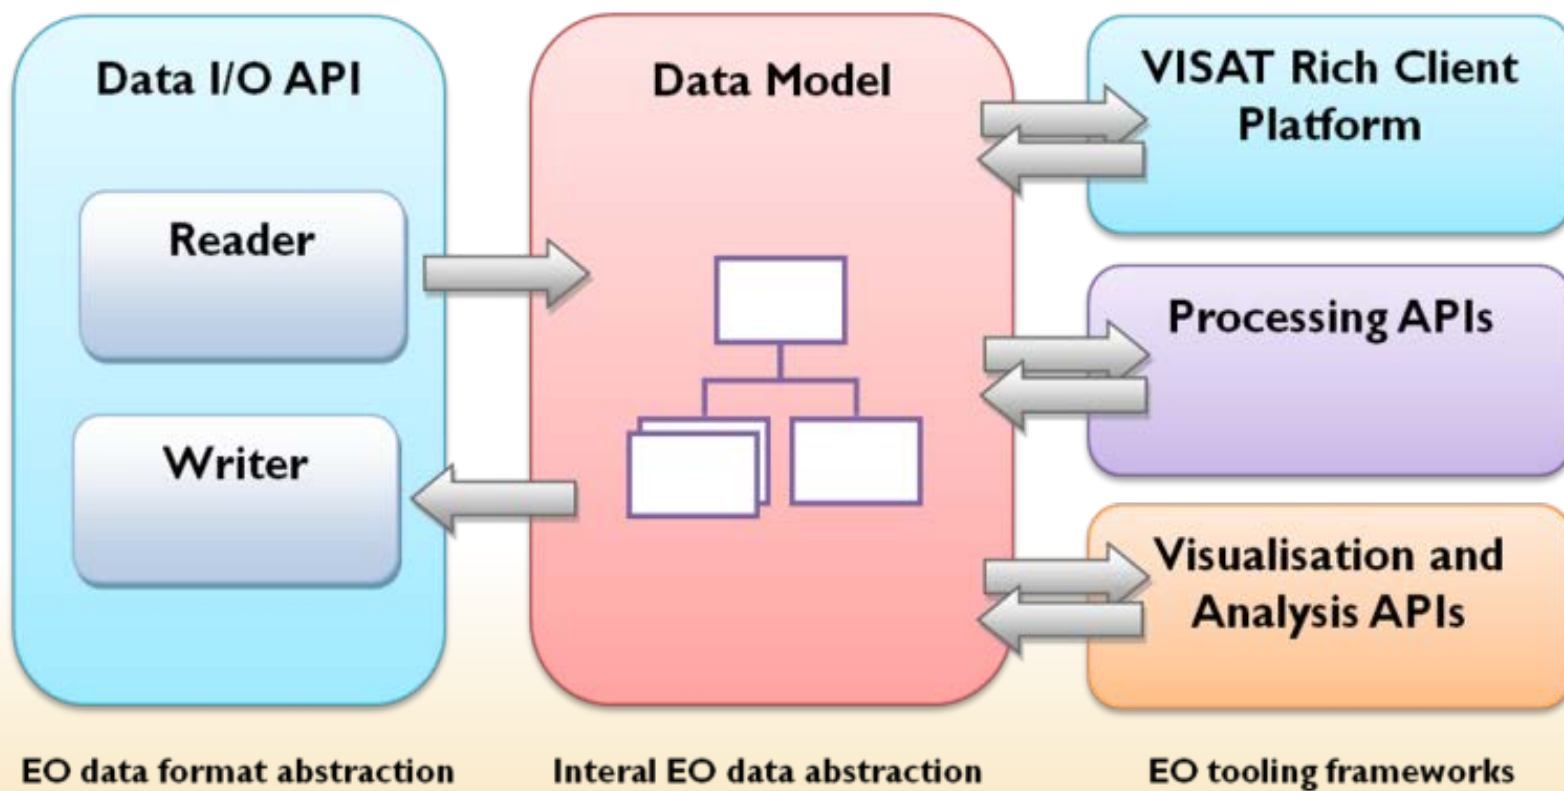 Data I/O API
Reader
Writer
Data Model
VISAT Rich Client
Platform
Processing APIs
Visualisation and
Analysis APIs
EO data format abstraction
Interal EO data abstraction
EO tooling frameworks